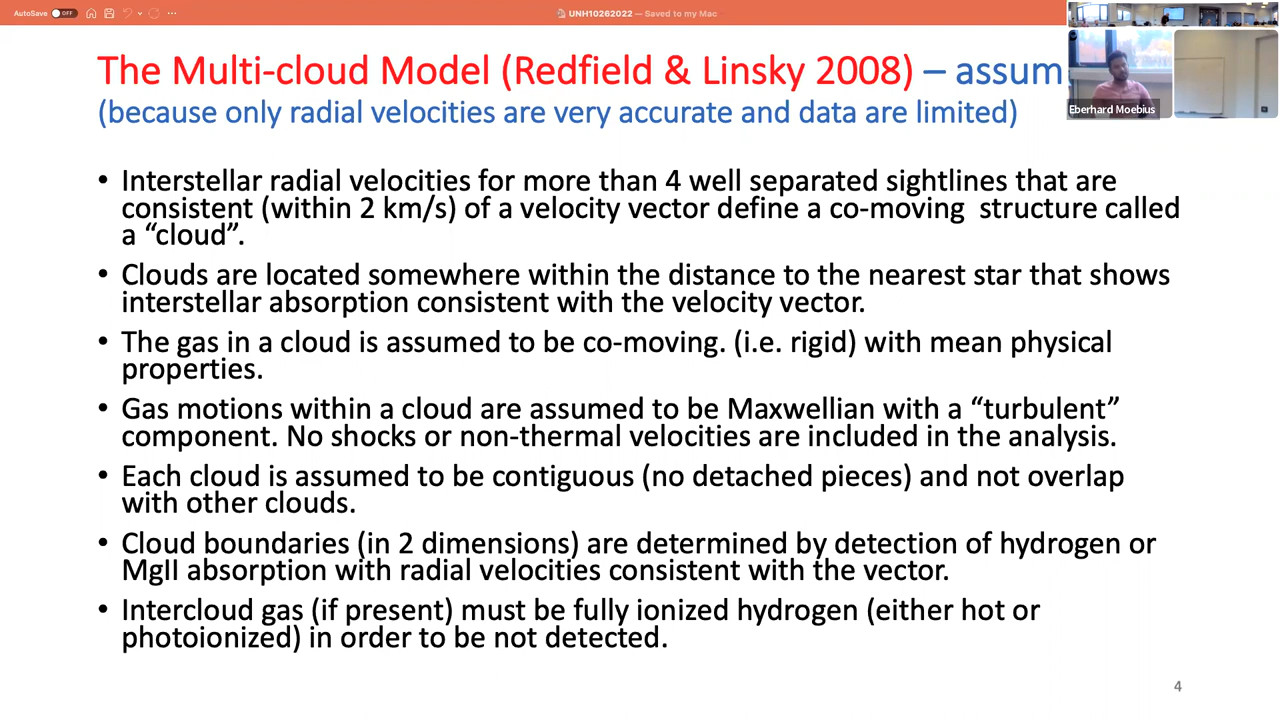 AutoSave OFF
UNH10262022 — Saved to my Mac
The Multi-cloud Model (Redfield & Linsky 2008) – assum
(because only radial velocities are very accurate and data are limited)
Eberhard Moebius
• Interstellar radial velocities for more than 4 well separated sightlines that are
consistent (within 2 km/s) of a velocity vector define a co-moving structure called
a “cloud”.
• Clouds are located somewhere within the distance to the nearest star that shows
interstellar absorption consistent with the velocity vector.
• The gas in a cloud is assumed to be co-moving. (i.e. rigid) with mean physical
properties.
• Gas motions within a cloud are assumed to be Maxwellian with a “turbulent”
component. No shocks or non-thermal velocities are included in the analysis.
• Each cloud is assumed to be contiguous (no detached pieces) and not overlap
with other clouds.
• Cloud boundaries (in 2 dimensions) are determined by detection of hydrogen or
MgII absorption with radial velocities consistent with the vector.
• Intercloud gas (if present) must be fully ionized hydrogen (either hot or
photoionized) in order to be not detected.
4